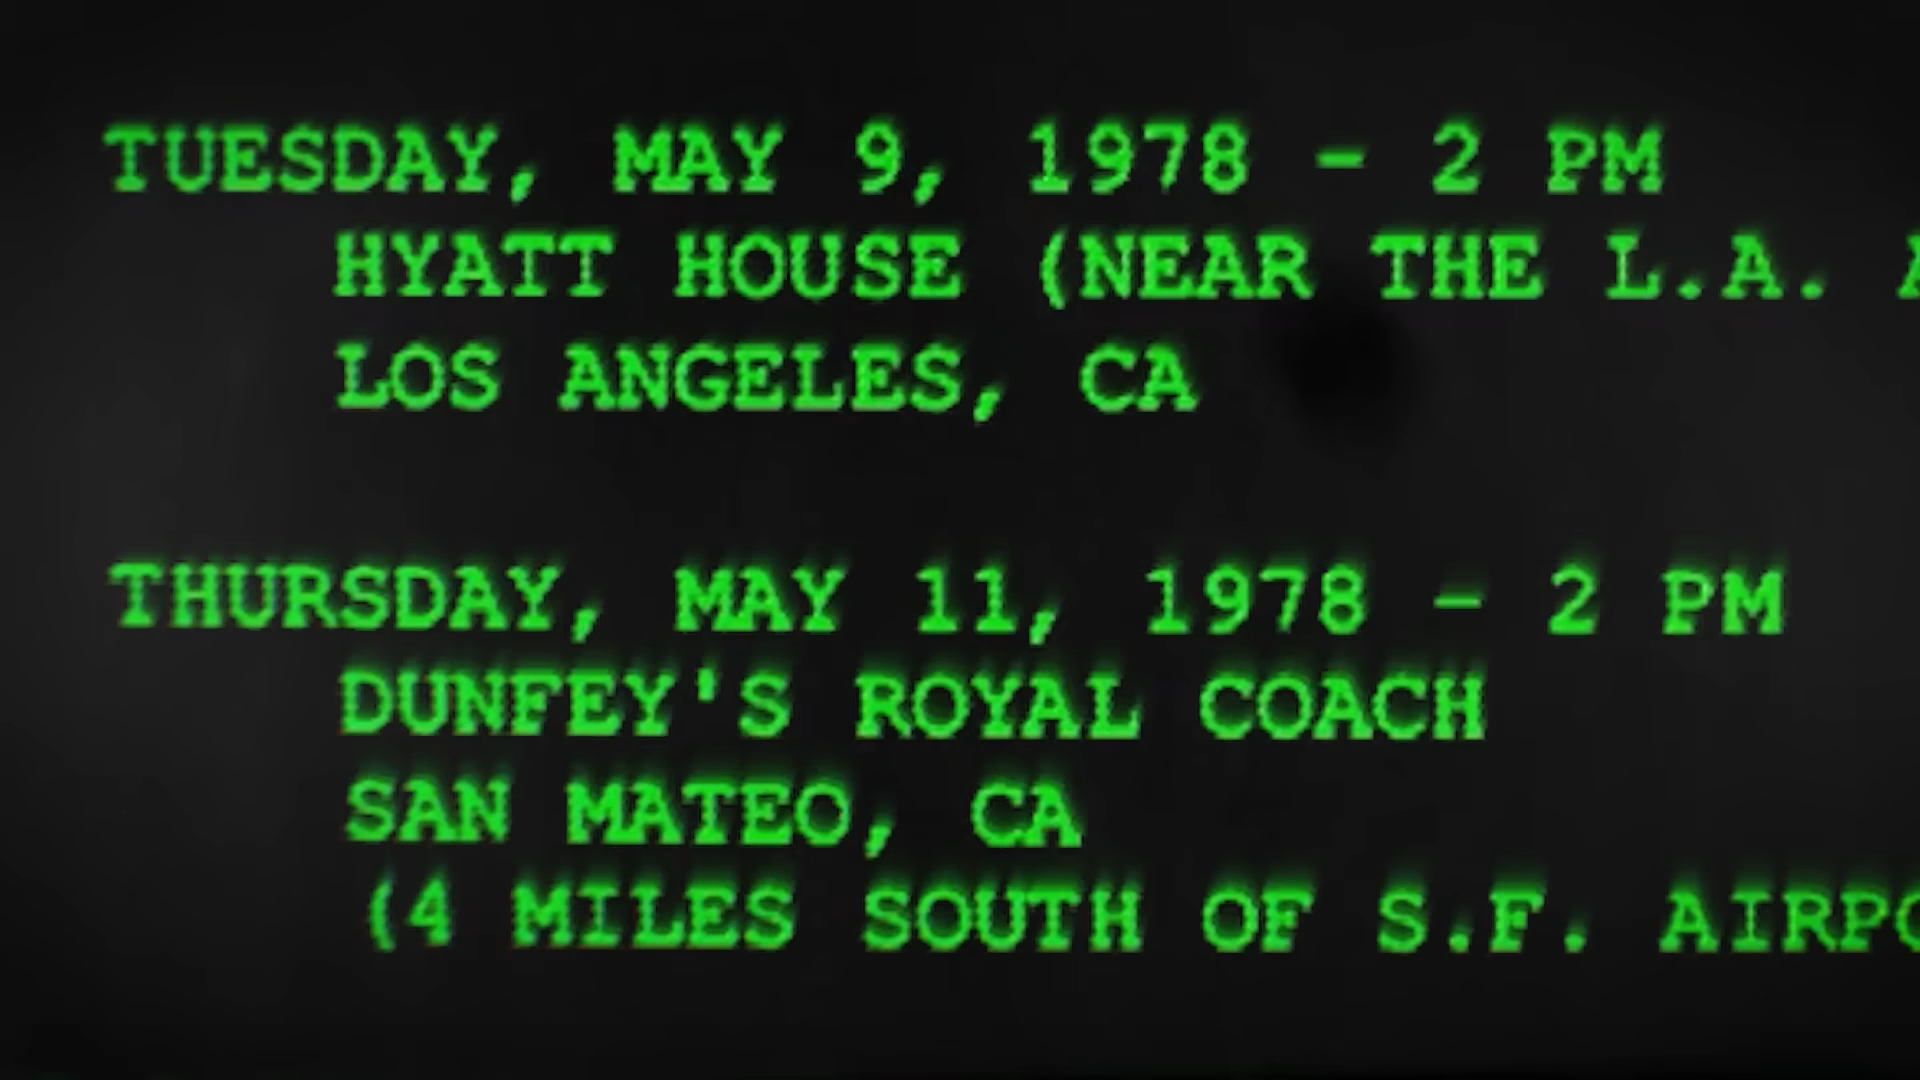 TUESDAY, MAY 9, 1978 - 2 PM
HYATT HOUSE (NEAR THE L.A.
LOS ANGELES, CA
THURSDAY, MAY 11, 1978 - 2 PM
DUNFEY'S ROYAL COACH
SAN MATEO, CA
(4 MILES SOUTH OF S.F. AIRPO